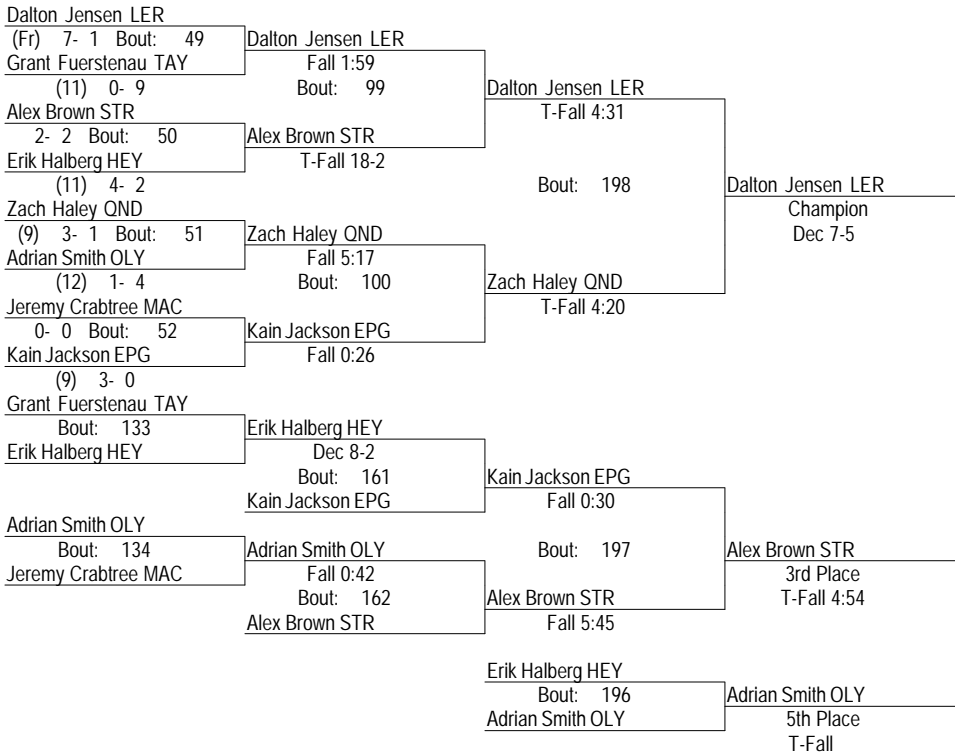 Dalton Jensen LER
(Fr) 7- 1 Bout: 49
Grant Fuerstenau TAY
(11) 0- 9
Alex Brown STR
2- 2 Bout: 50
Erik Halberg HEY
(11) 4- 2
Zach Haley QND
(9) 3- 1 Bout: 51
Adrian Smith OLY
(12) 1- 4
Jeremy Crabtree MAC
0- 0 Bout: 52
Kain Jackson EPG
(9) 3- 0
Dalton Jensen LER
Fall 1:59
Bout: 99
Alex Brown STR
T-Fall 18-2
Zach Haley QND
Fall 5:17
Bout: 100
Kain Jackson EPG
Fall 0:26
Dalton Jensen LER
T-Fall 4:31
Bout: 198
Zach Haley QND
T-Fall 4:20
Dalton Jensen LER
Champion
Dec 7-5
Grant Fuerstenau TAY
Bout: 133
Erik Halberg HEY
Adrian Smith OLY
Bout: 134
Jeremy Crabtree MAC
Erik Halberg HEY
Dec 8-2
Bout: 161
Kain Jackson EPG
Adrian Smith OLY
Fall 0:42
Bout: 162
Alex Brown STR
Kain Jackson EPG
Fall 0:30
Bout: 197
Alex Brown STR
Fall 5:45
Alex Brown STR
3rd Place
T-Fall 4:54
Erik Halberg HEY
Bout: 196
Adrian Smith OLY
Adrian Smith OLY
5th Place
T-Fall